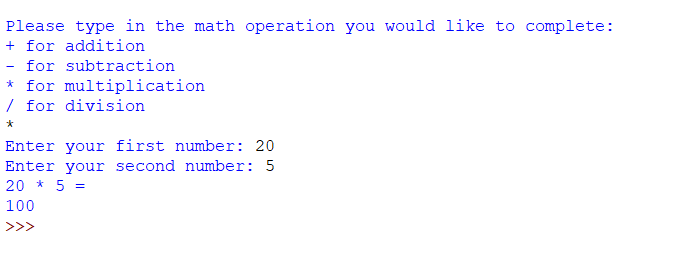 Please type in the math operation you would like to complete:
+ for addition
- for subtraction
* for multiplication
/ for division
*
Enter your first number: 20
Enter your second number: 5
20 * 5 =
100
>>>